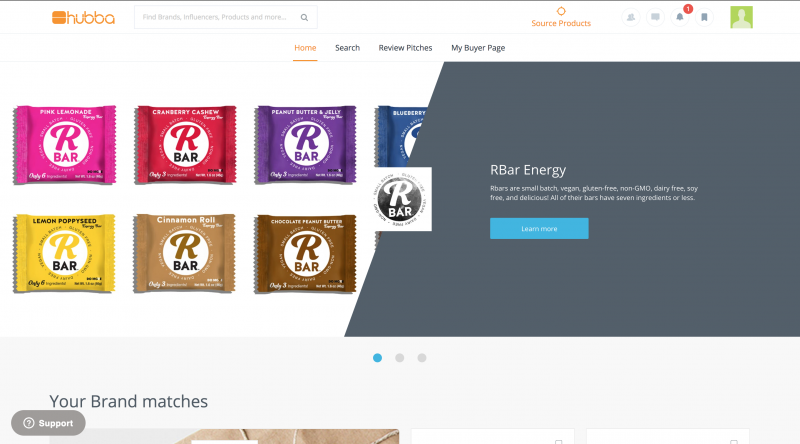 hubba
Find Brands, Influencers, Products and more...
Source Products
1
Home
Search
Review Pitches
My Buyer Page
PINK LEMONADE
Energy Bar
R
BAR
Only 6 Ingredients!
CRANBERRY CASHEW
Energy Bar
R
BAR
Only 3 Ingredients!
PEANUT BUTTER & JELLY
Energy Bar
R
BAR
Only 3 Ingredients!
BLUEBERRY
R
BAR
LEMON POPPYSEED
Energy Bar
R
BAR
Only 6 Ingredients!
Cinnamon Roll
Energy Bar
R
BAR
Only 3 Ingredients!
CHOCOLATE PEANUT BUTTER
Energy Bar
R
BAR
Only 3 Ingredients!
RBar Energy
Rbars are small batch, vegan, gluten-free, non-GMO, dairy free, soy
free, and delicious! All of their bars have seven ingredients or less.
Learn more
Your Brand matches
Support